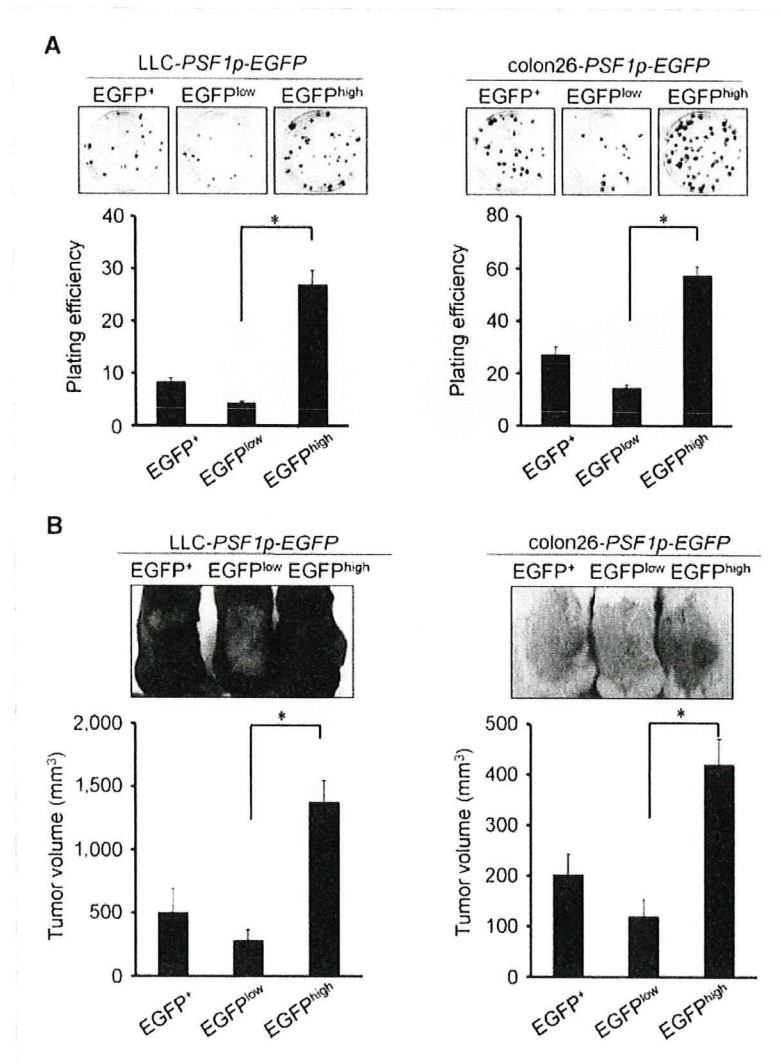 A
LLC-PSF1p-EGFP
EGFP⁺ EGFPˡᵒʷ EGFPʰⁱᵍʰ
40
30
20
10
0
Plating efficiency
*
EGFP⁺
EGFPˡᵒʷ
EGFPʰⁱᵍʰ
colon26-PSF1p-EGFP
EGFP⁺ EGFPˡᵒʷ EGFPʰⁱᵍʰ
80
60
40
20
0
Plating efficiency
*
EGFP⁺
EGFPˡᵒʷ
EGFPʰⁱᵍʰ
B
LLC-PSF1p-EGFP
EGFP⁺ EGFPˡᵒʷ EGFPʰⁱᵍʰ
2,000
1,500
1,000
500
0
Tumor volume (mm³)
*
EGFP⁺
EGFPˡᵒʷ
EGFPʰⁱᵍʰ
colon26-PSF1p-EGFP
EGFP⁺ EGFPˡᵒʷ EGFPʰⁱᵍʰ
500
400
300
200
100
0
Tumor volume (mm³)
*
EGFP⁺
EGFPˡᵒʷ
EGFPʰⁱᵍʰ